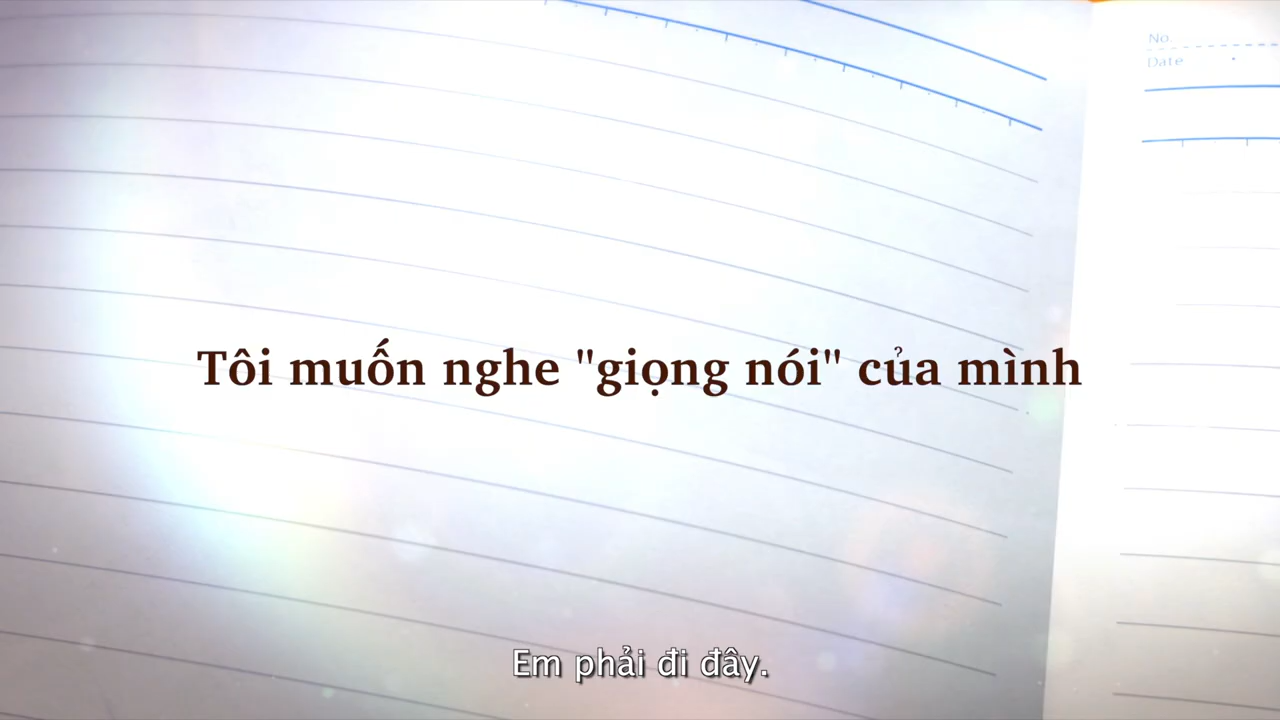 No.
Date
Tôi muốn nghe "giọng nói" của mình
Em phải đi đây.